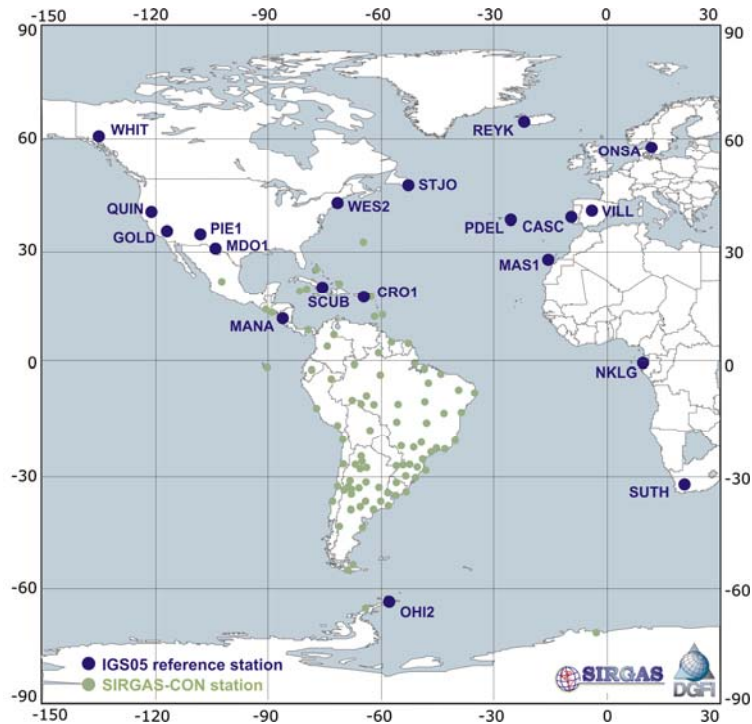 -150 -120 -90 -60 -30 0 30
90 90
WHIT
REYK
ONSA
60 60
STJO
QUIN
WES2
VILL
PIE1
PDEL CASC
GOLD
MDO1
30 30
MAS1
CRO1
SCUB
MANA
0 0
NKLG
-30 -30
SUTH
-60 -60
OHI2
IGS05 reference station
SIRGAS-CON station
SIRGAS
DGFI
-90 -90
-150 -120 -90 -60 -30 0 30